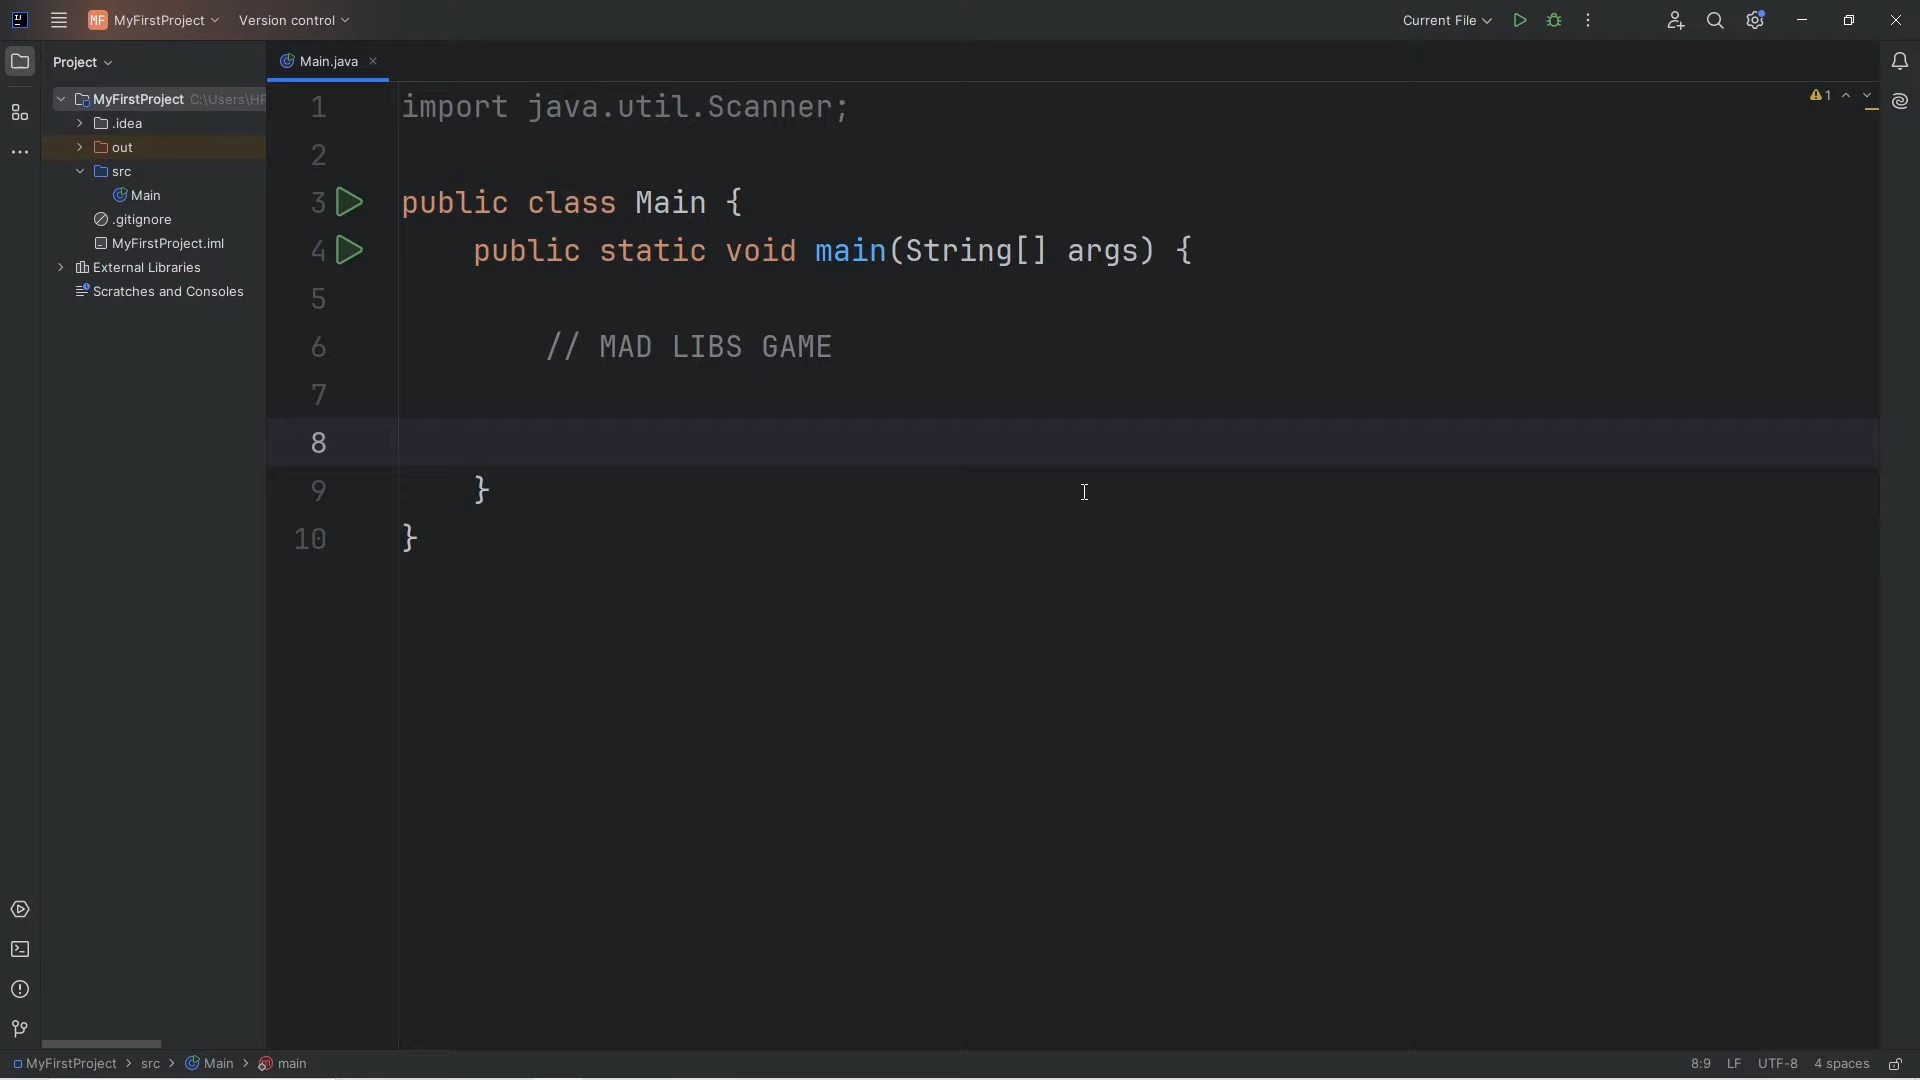 MF MyFirstProject Version control Current File
Project Main.java ×
MyFirstProject C:\Users\HP
.idea
out
src
Main
.gitignore
MyFirstProject.iml
External Libraries
Scratches and Consoles
1 import java.util.Scanner; 1
2
3 public class Main {
4 public static void main(String[] args) {
5
6 // MAD LIBS GAME
7
8
9 }
10 }
MyFirstProject > src > Main > main 8:9 LF UTF-8 4 spaces